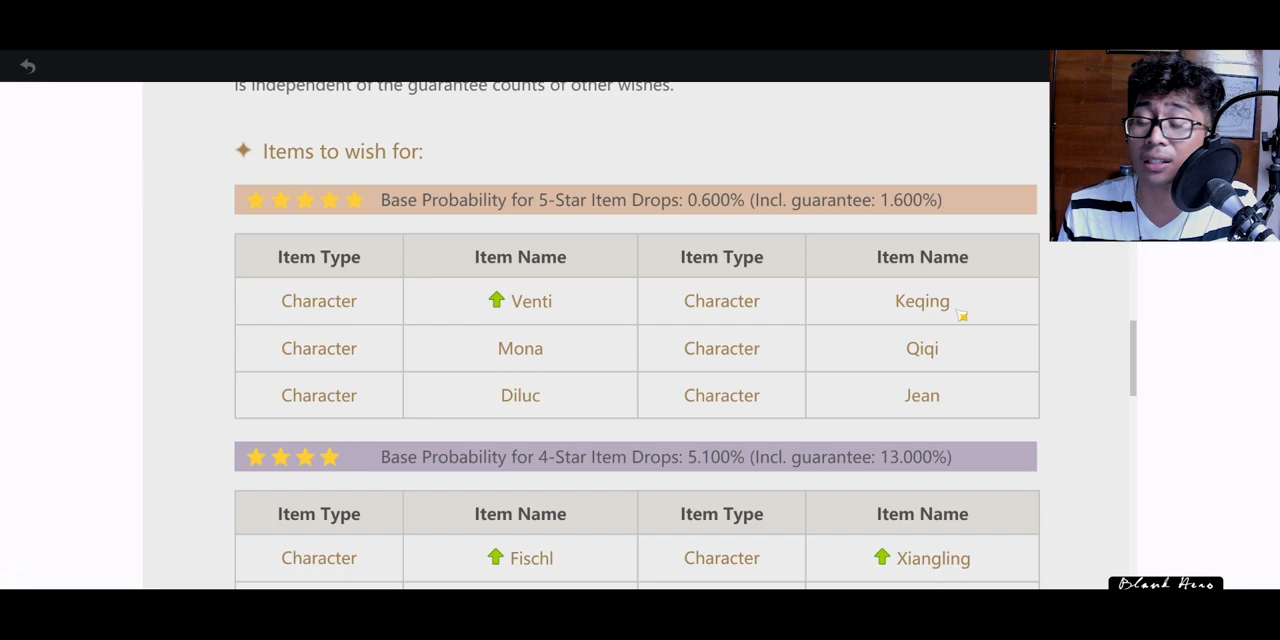 is independent of the guarantee counts of other wishes.
Items to wish for:
Base Probability for 5-Star Item Drops: 0.600% (Incl. guarantee: 1.600%)
Item Type Item Name Item Type Item Name
Character Venti Character Keqing
Character Mona Character Qiqi
Character Diluc Character Jean
Base Probability for 4-Star Item Drops: 5.100% (Incl. guarantee: 13.000%)
Item Type Item Name Item Type Item Name
Character Fischl Character Xiangling
Blank Hero